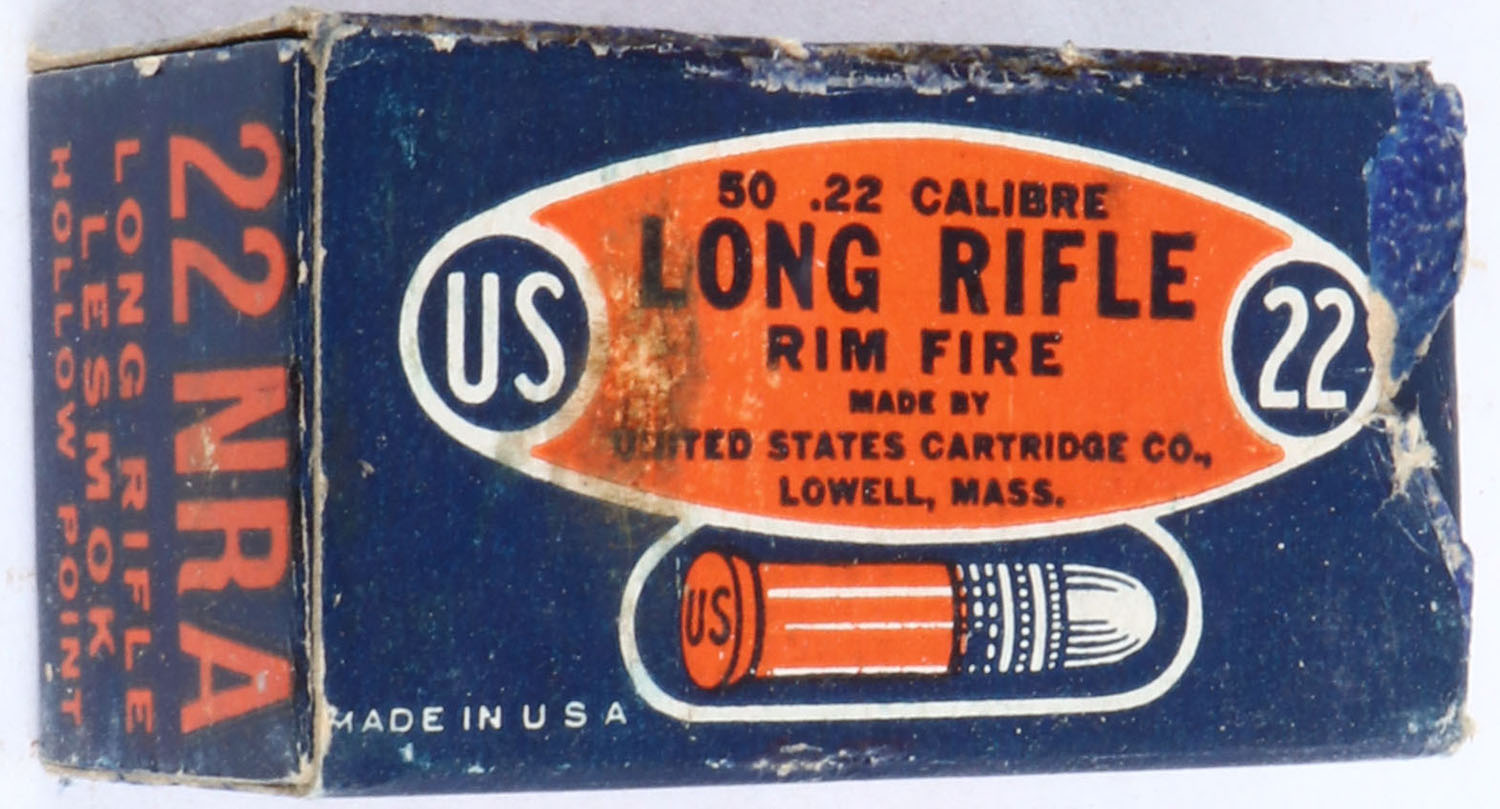 22 NRA
LONG RIFLE
LESMOK
HOLLOW POINT
50 .22 CALIBRE
LONG RIFLE
RIM FIRE
MADE BY
UNITED STATES CARTRIDGE CO.,
LOWELL, MASS.
US
22
US
MADE IN U S A